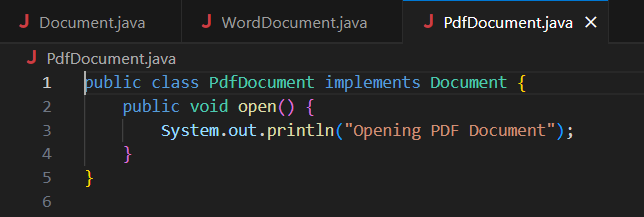 J Document.java J WordDocument.java J PdfDocument.java ×
J PdfDocument.java
1 public class PdfDocument implements Document {
2     public void open() {
3         System.out.println("Opening PDF Document");
4     }
5 }
6